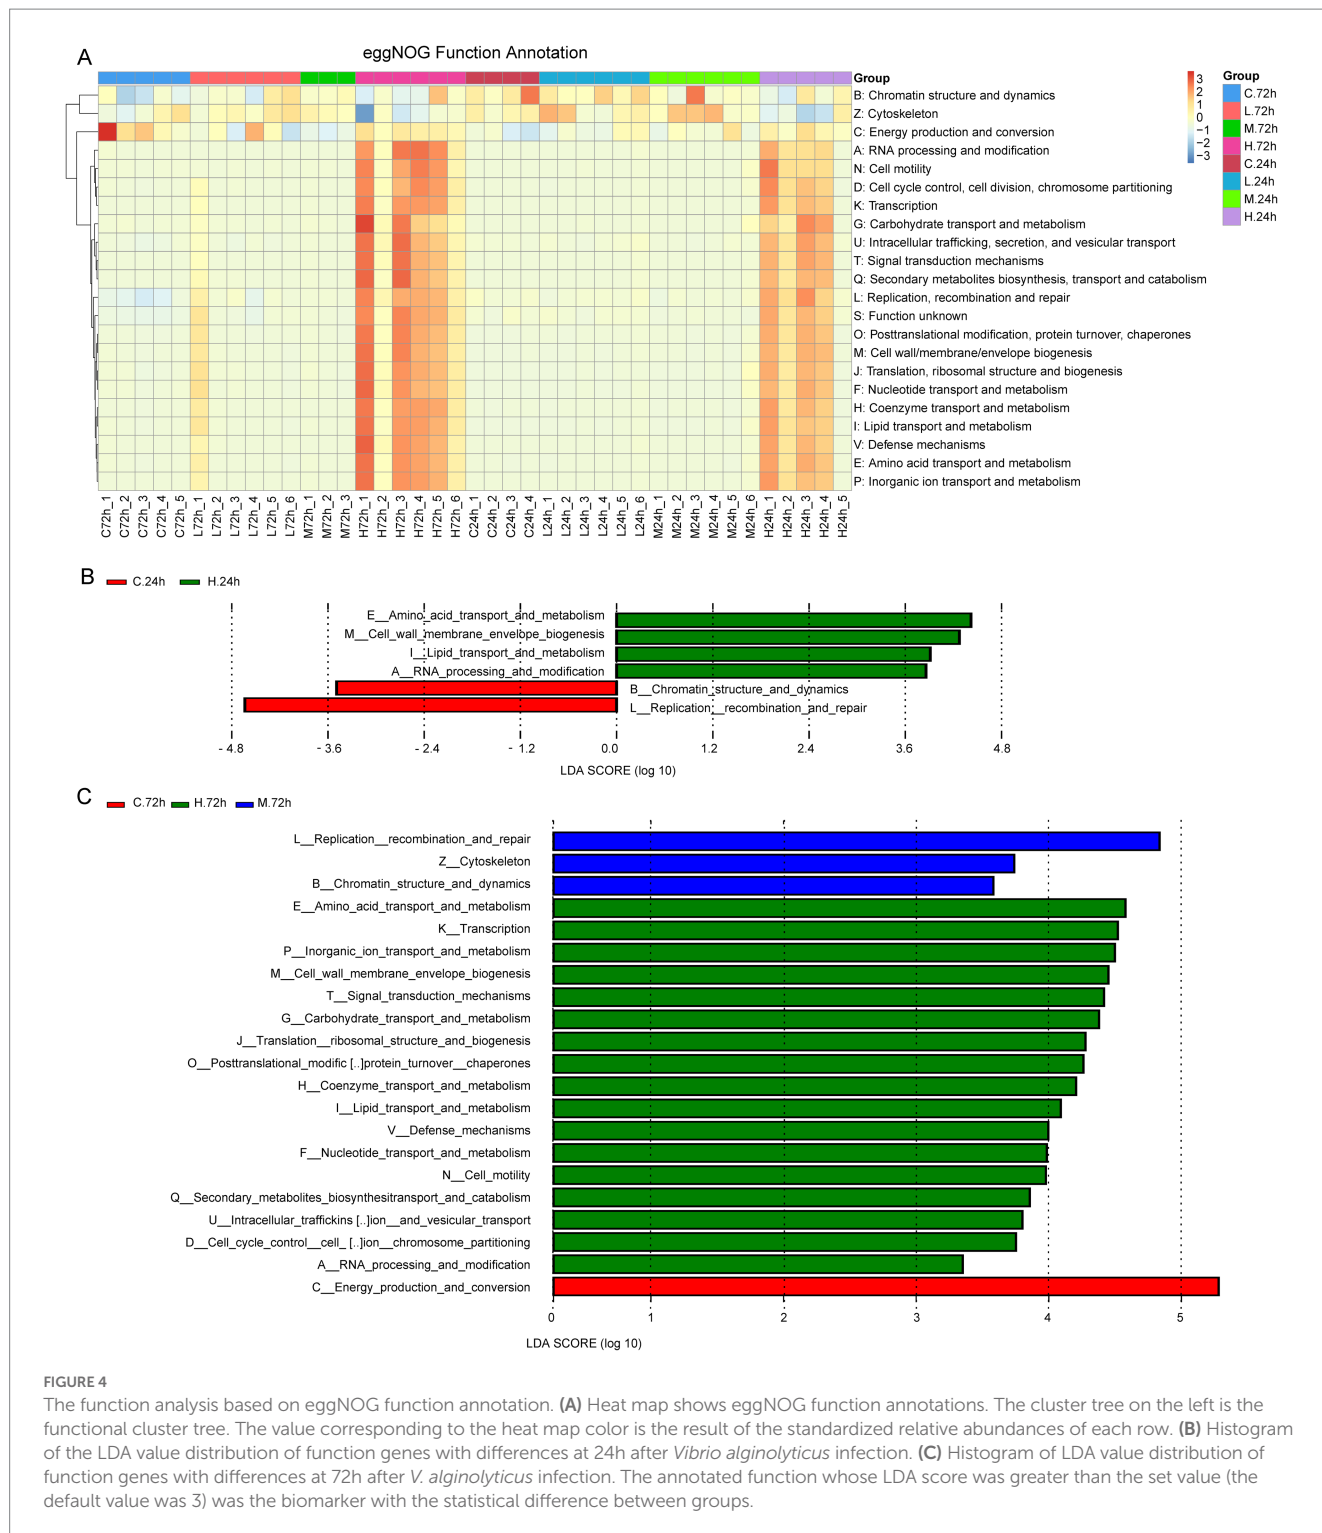 A
eggNOG Function Annotation
Group
B: Chromatin structure and dynamics
Z: Cytoskeleton
C: Energy production and conversion
A: RNA processing and modification
N: Cell motility
D: Cell cycle control, cell division, chromosome partitioning
K: Transcription
G: Carbohydrate transport and metabolism
U: Intracellular trafficking, secretion, and vesicular transport
T: Signal transduction mechanisms
Q: Secondary metabolites biosynthesis, transport and catabolism
L: Replication, recombination and repair
S: Function unknown
O: Posttranslational modification, protein turnover, chaperones
M: Cell wall/membrane/envelope biogenesis
J: Translation, ribosomal structure and biogenesis
F: Nucleotide transport and metabolism
H: Coenzyme transport and metabolism
I: Lipid transport and metabolism
V: Defense mechanisms
E: Amino acid transport and metabolism
P: Inorganic ion transport and metabolism
3
2
1
0
−1
−2
−3
Group
C.72h
L.72h
M.72h
H.72h
C.24h
L.24h
M.24h
H.24h
C72h_1
C72h_2
C72h_3
C72h_4
C72h_5
L72h_1
L72h_2
L72h_3
L72h_4
L72h_5
L72h_6
M72h_1
M72h_2
M72h_3
H72h_1
H72h_2
H72h_3
H72h_4
H72h_5
H72h_6
C24h_1
C24h_2
C24h_3
C24h_4
L24h_1
L24h_2
L24h_3
L24h_4
L24h_5
L24h_6
M24h_1
M24h_2
M24h_3
M24h_4
M24h_5
M24h_6
H24h_1
H24h_2
H24h_3
H24h_4
H24h_5
B
C.24h H.24h
E__Amino_acid_transport_and_metabolism
M__Cell_wall_membrane_envelope_biogenesis
I__Lipid_transport_and_metabolism
A__RNA_processing_and_modification
B__Chromatin_structure_and_dynamics
L__Replication__recombination_and_repair
- 4.8 - 3.6 - 2.4 - 1.2 0.0 1.2 2.4 3.6 4.8
LDA SCORE (log 10)
C
C.72h H.72h M.72h
L__Replication__recombination_and_repair
Z__Cytoskeleton
B__Chromatin_structure_and_dynamics
E__Amino_acid_transport_and_metabolism
K__Transcription
P__Inorganic_ion_transport_and_metabolism
M__Cell_wall_membrane_envelope_biogenesis
T__Signal_transduction_mechanisms
G__Carbohydrate_transport_and_metabolism
J__Translation__ribosomal_structure_and_biogenesis
O__Posttranslational_modific [..]protein_turnover__chaperones
H__Coenzyme_transport_and_metabolism
I__Lipid_transport_and_metabolism
V__Defense_mechanisms
F__Nucleotide_transport_and_metabolism
N__Cell_motility
Q__Secondary_metabolites_biosynthesitransport_and_catabolism
U__Intracellular_traffickins [..]ion__and_vesicular_transport
D__Cell_cycle_control__cell_ [..]ion__chromosome_partitioning
A__RNA_processing_and_modification
C__Energy_production_and_conversion
0 1 2 3 4 5
LDA SCORE (log 10)
FIGURE 4
The function analysis based on eggNOG function annotation. (A) Heat map shows eggNOG function annotations. The cluster tree on the left is the
functional cluster tree. The value corresponding to the heat map color is the result of the standardized relative abundances of each row. (B) Histogram
of the LDA value distribution of function genes with differences at 24h after Vibrio alginolyticus infection. (C) Histogram of LDA value distribution of
function genes with differences at 72h after V. alginolyticus infection. The annotated function whose LDA score was greater than the set value (the
default value was 3) was the biomarker with the statistical difference between groups.